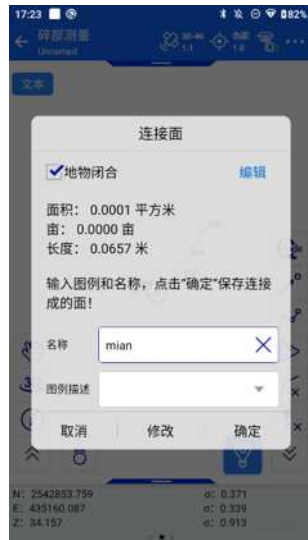 17:23
82%
碎部测量
Unnamed
1.1
1.0
文本
连接面
地物闭合
编辑
面积： 0.0001 平方米
亩： 0.0000 亩
长度： 0.0657 米
输入图例和名称，点击"确定"保存连接
成的面!
名称
mian
图例描述
取消
修改
确定
N: 2542853.759
σ: 0.371
E: 435160.087
σ: 0.339
Z: 34.157
σ: 0.913